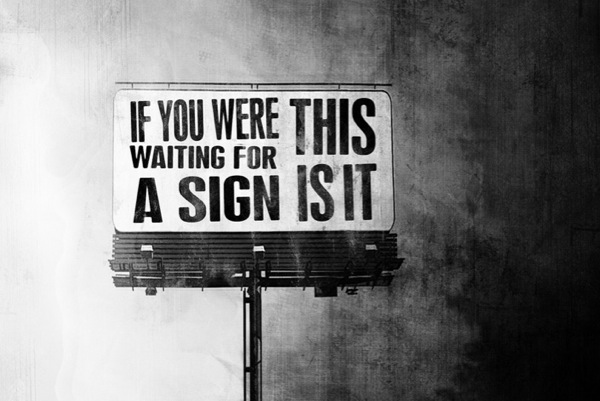 IF YOU WERE
WAITING FOR
A SIGN
THIS
IS IT